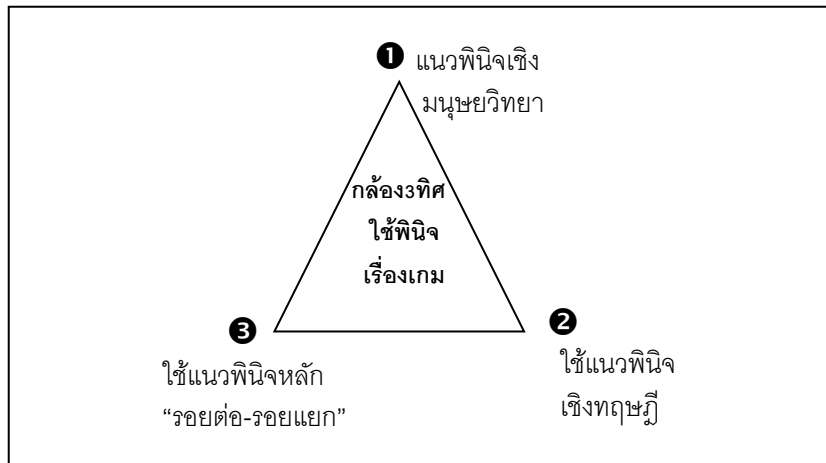 ❶ แนวพินิจเชิง
มนุษยวิทยา
กล้อง3ทิศ
ใช้พินิจ
เรื่องเกม
❸
ใช้แนวพินิจหลัก
“รอยต่อ-รอยแยก”
❷
ใช้แนวพินิจ
เชิงทฤษฎี